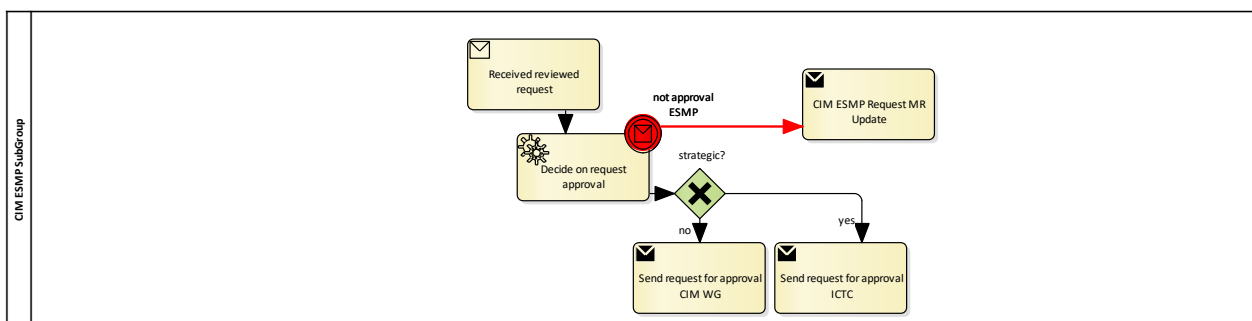 CIM ESMP SubGroup
Received reviewed
request
not approval
ESMP
CIM ESMP Request MR
Update
Decide on request
approval
strategic?
no
yes
Send request for approval
CIM WG
Send request for approval
ICTC